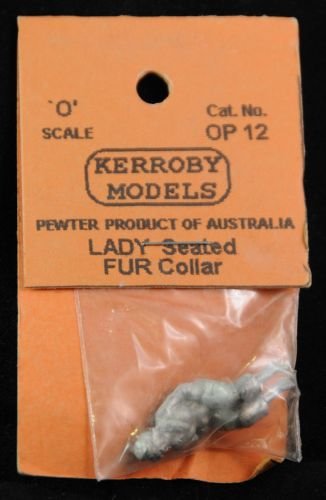 'O' Cat. No.
SCALE OP 12
KERROBY
MODELS
PEWTER PRODUCT OF AUSTRALIA
LADY Seated
FUR Collar